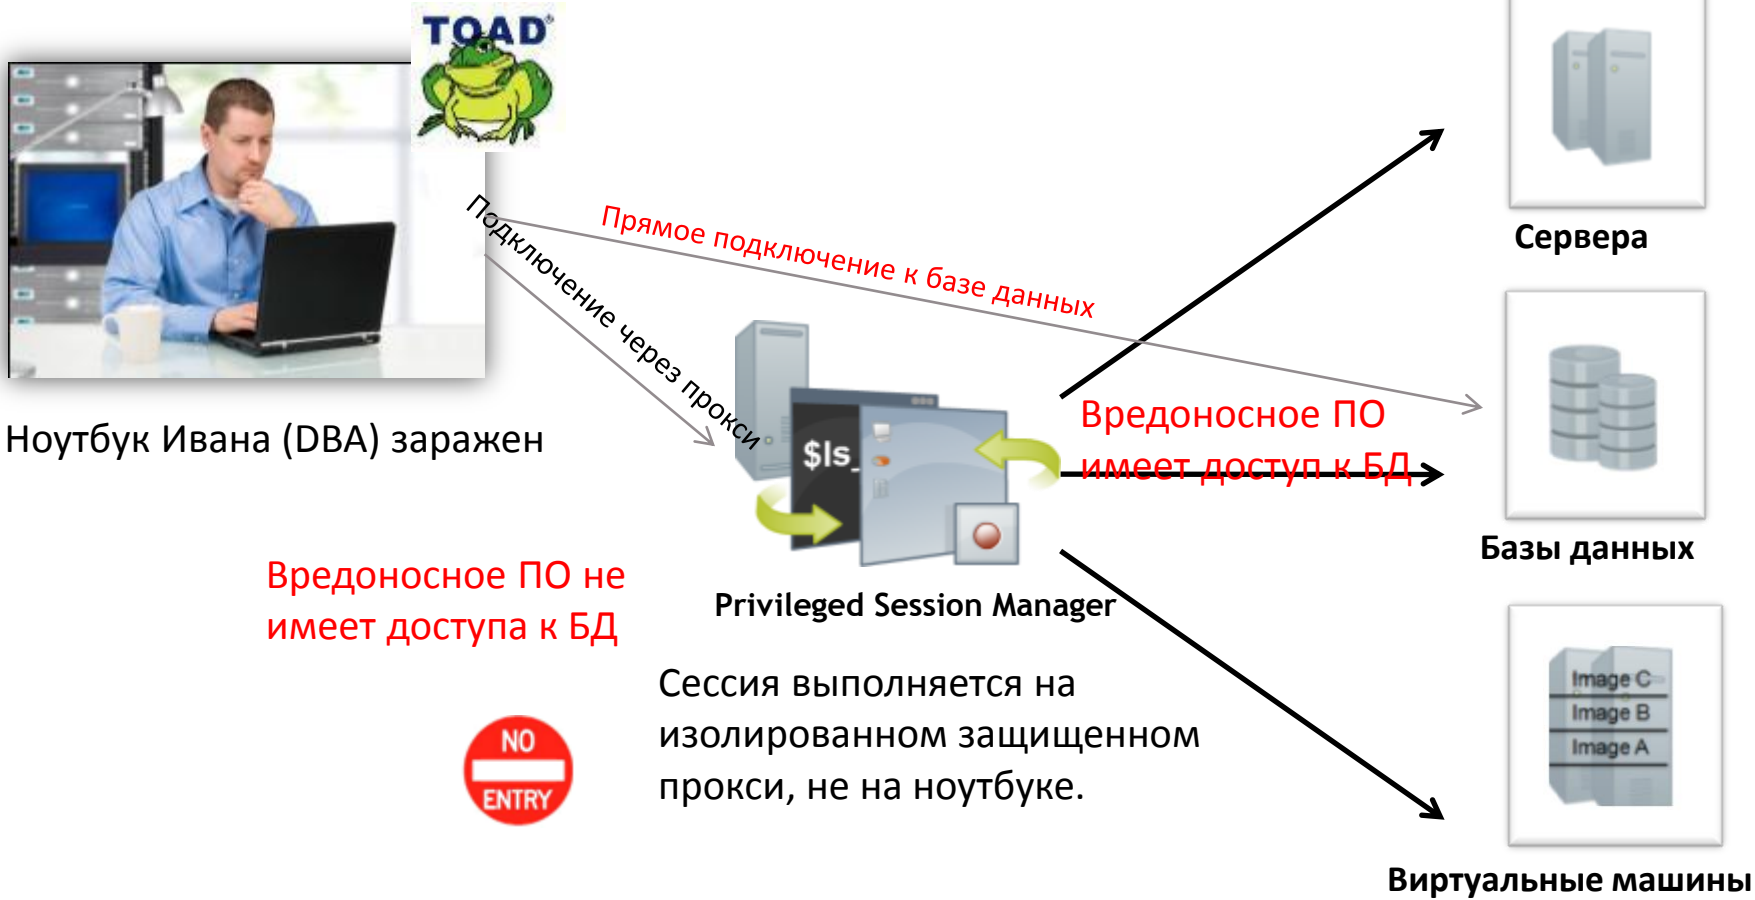 TOAD®
Подключение через прокси
Прямое подключение к базе данных
Сервера
Ноутбук Ивана (DBA) заражен
$ls_
Вредоносное ПО
имеет доступ к БД
Базы данных
Вредоносное ПО не
имеет доступа к БД
Privileged Session Manager
NO
ENTRY
Сессия выполняется на
изолированном защищенном
прокси, не на ноутбуке.
Image C
Image B
Image A
Виртуальные машины